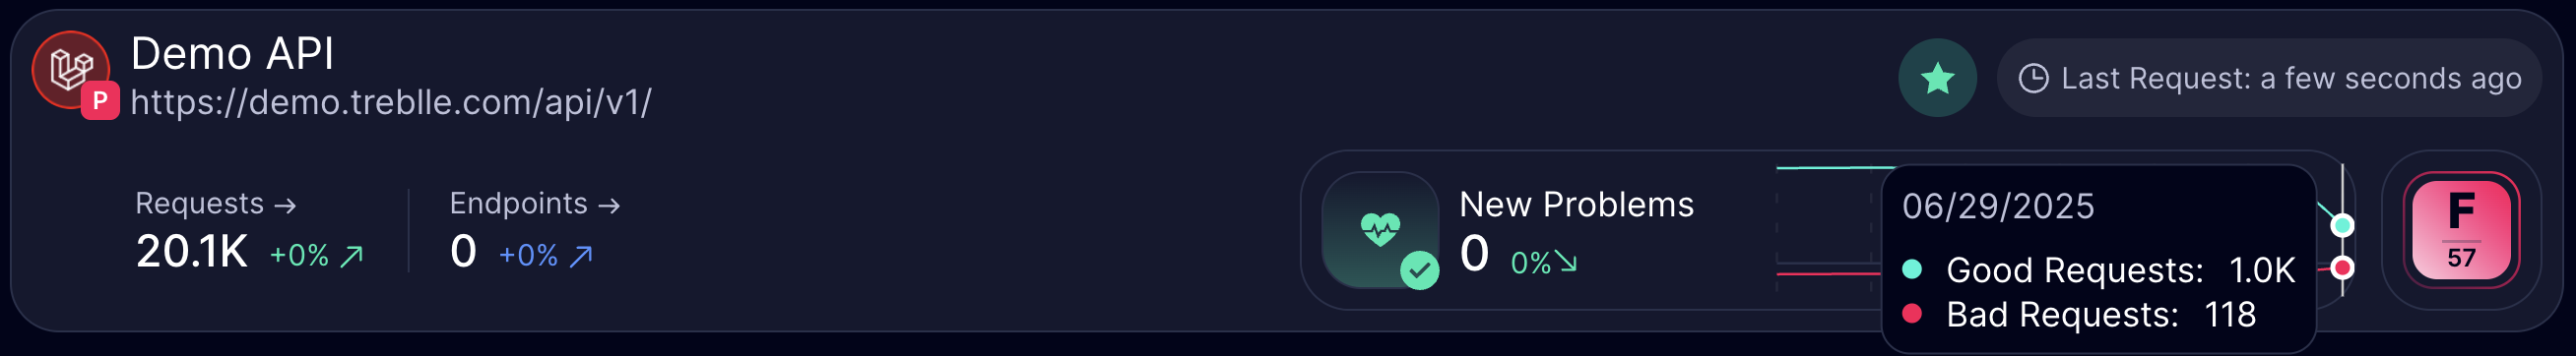 Demo API
P
https://demo.treblle.com/api/v1/
Last Request: a few seconds ago
Requests →
20.1K +0% ↗
Endpoints →
0 +0% ↗
New Problems
0 0%↘
06/29/2025
Good Requests: 1.0K
Bad Requests: 118
F
57